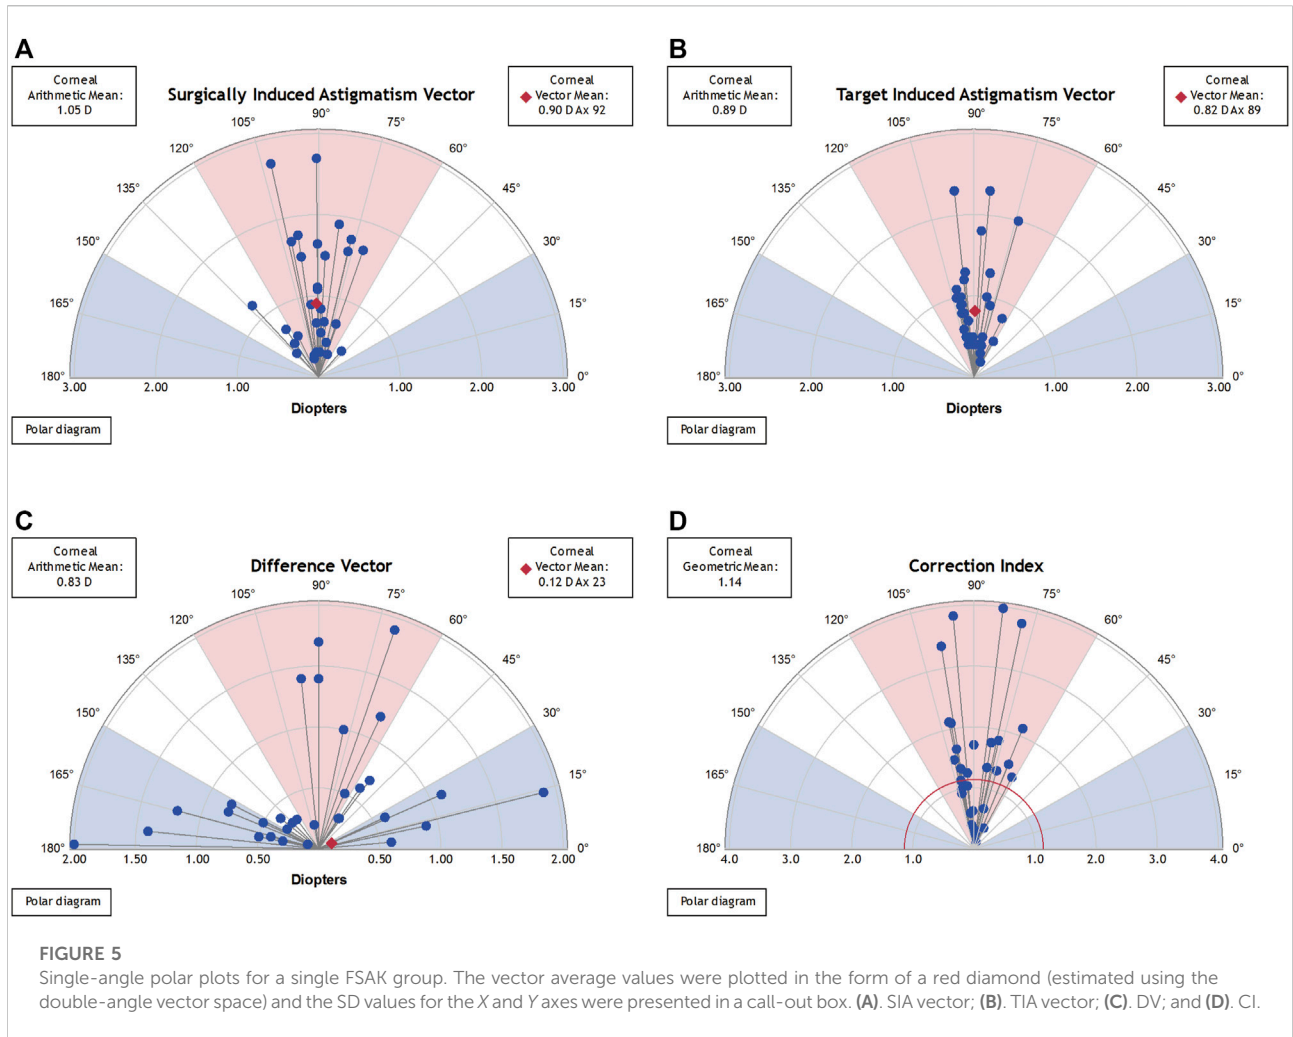 A
Corneal
Arithmetic Mean:
1.05 D
Surgically Induced Astigmatism Vector
Corneal
Vector Mean:
0.90 D Ax 92
90°
105°
75°
120°
60°
135°
45°
150°
30°
165°
15°
180°
0°
3.00 2.00 1.00 1.00 2.00 3.00
Diopters
Polar diagram
B
Corneal
Arithmetic Mean:
0.89 D
Target Induced Astigmatism Vector
Corneal
Vector Mean:
0.82 D Ax 89
90°
105°
75°
120°
60°
135°
45°
150°
30°
165°
15°
180°
0°
3.00 2.00 1.00 1.00 2.00 3.00
Diopters
Polar diagram
C
Corneal
Arithmetic Mean:
0.83 D
Difference Vector
Corneal
Vector Mean:
0.12 D Ax 23
90°
105°
75°
120°
60°
135°
45°
150°
30°
165°
15°
180°
0°
2.00 1.50 1.00 0.50 0.50 1.00 1.50 2.00
Diopters
Polar diagram
D
Corneal
Geometric Mean:
1.14
Correction Index
90°
105°
75°
120°
60°
135°
45°
150°
30°
165°
15°
180°
0°
4.0 3.0 2.0 1.0 1.0 2.0 3.0 4.0
Polar diagram
FIGURE 5
Single-angle polar plots for a single FSAK group. The vector average values were plotted in the form of a red diamond (estimated using the
double-angle vector space) and the SD values for the X and Y axes were presented in a call-out box. (A). SIA vector; (B). TIA vector; (C). DV; and (D). CI.